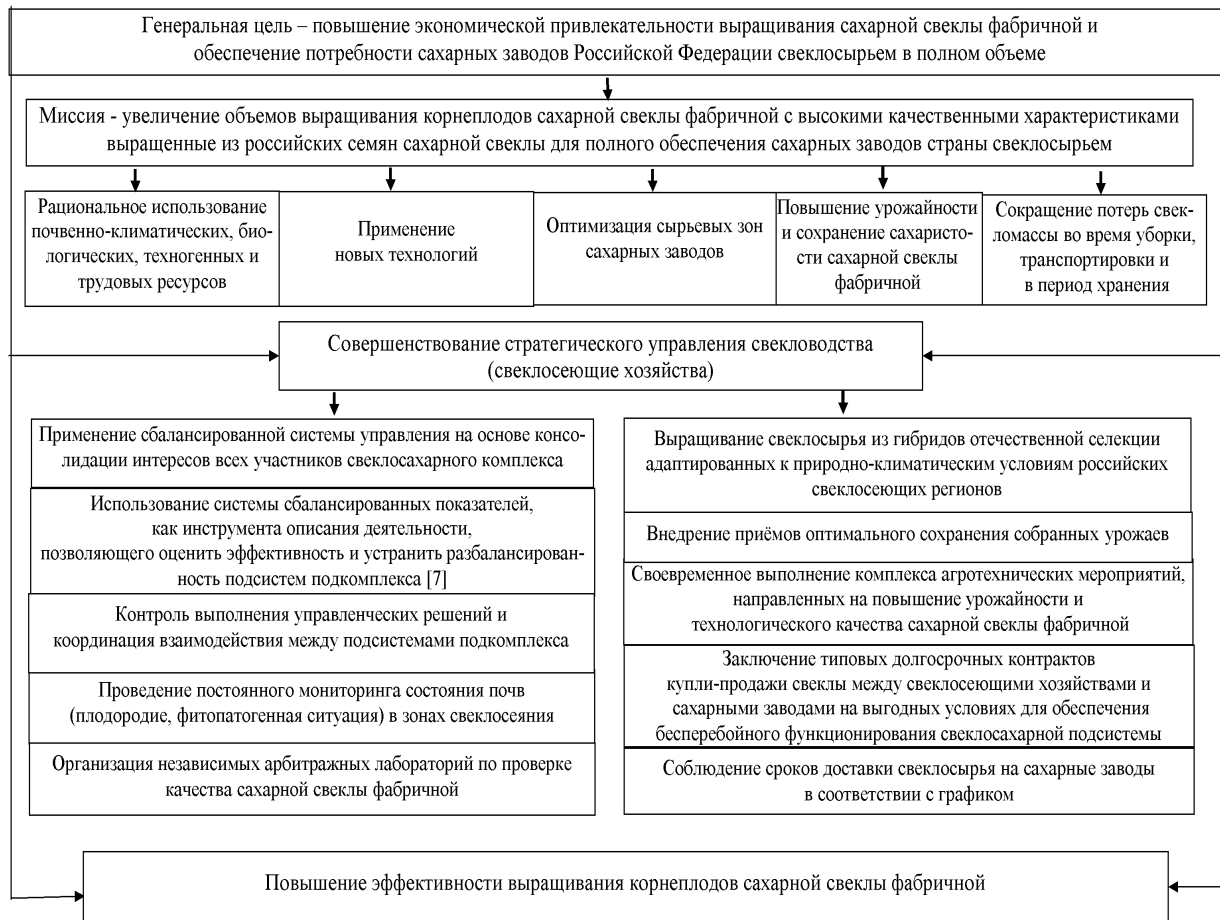 Генеральная цель – повышение экономической привлекательности выращивания сахарной свеклы фабричной и
обеспечение потребности сахарных заводов Российской Федерации свеклосырьем в полном объеме
Миссия - увеличение объемов выращивания корнеплодов сахарной свеклы фабричной с высокими качественными характеристиками
выращенные из российских семян сахарной свеклы для полного обеспечения сахарных заводов страны свеклосырьем
Рациональное использование
почвенно-климатических, био-
логических, техногенных и
трудовых ресурсов
Применение
новых технологий
Оптимизация сырьевых зон
сахарных заводов
Повышение урожайности
и сохранение сахаристо-
сти сахарной свеклы
фабричной
Сокращение потерь свек-
ломассы во время уборки,
транспортировки и
в период хранения
Совершенствование стратегического управления свекловодства
(свеклосеющие хозяйства)
Применение сбалансированной системы управления на основе консо-
лидации интересов всех участников свеклосахарного комплекса
Использование системы сбалансированных показателей,
как инструмента описания деятельности,
позволяющего оценить эффективность и устранить разбалансирован-
ность подсистем подкомплекса [7]
Контроль выполнения управленческих решений и
координация взаимодействия между подсистемами подкомплекса
Проведение постоянного мониторинга состояния почв
(плодородие, фитопатогенная ситуация) в зонах свеклосеяния
Организация независимых арбитражных лабораторий по проверке
качества сахарной свеклы фабричной
Выращивание свеклосырья из гибридов отечественной селекции
адаптированных к природно-климатическим условиям российских
свеклосеющих регионов
Внедрение приёмов оптимального сохранения собранных урожаев
Своевременное выполнение комплекса агротехнических мероприятий,
направленных на повышение урожайности и
технологического качества сахарной свеклы фабричной
Заключение типовых долгосрочных контрактов
купли-продажи свеклы между свеклосеющими хозяйствами и
сахарными заводами на выгодных условиях для обеспечения
бесперебойного функционирования свеклосахарной подсистемы
Соблюдение сроков доставки свеклосырья на сахарные заводы
в соответствии с графиком
Повышение эффективности выращивания корнеплодов сахарной свеклы фабричной